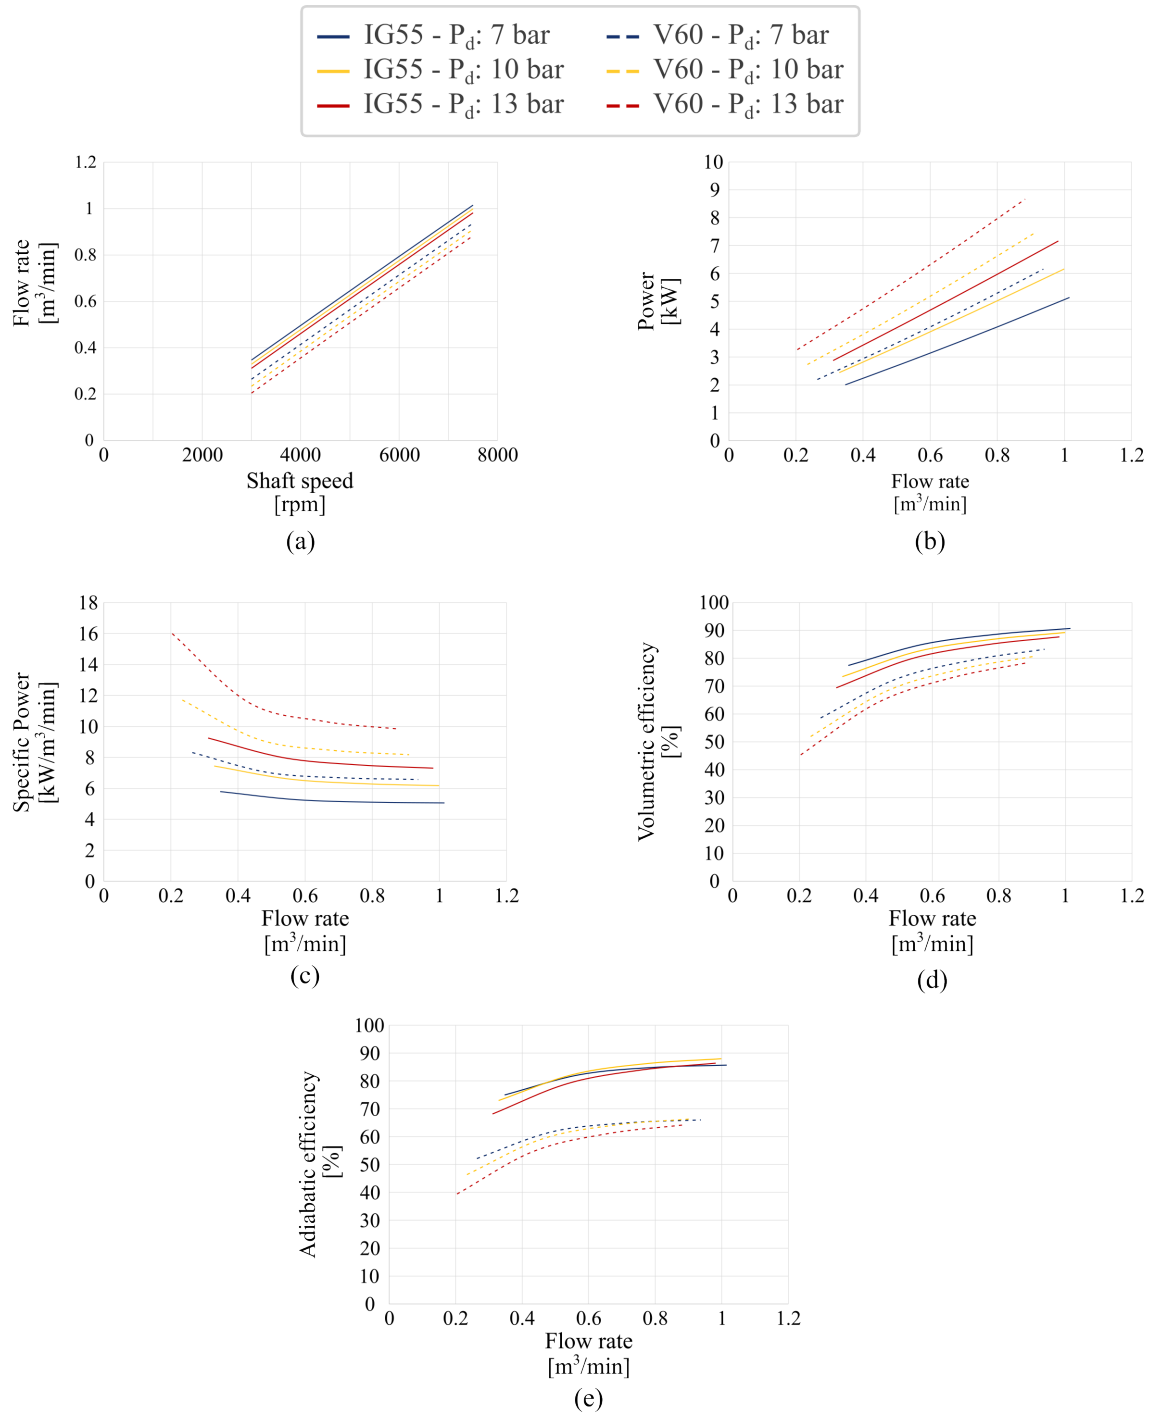 IG55 - Pd: 7 bar
V60 - Pd: 7 bar
IG55 - Pd: 10 bar
V60 - Pd: 10 bar
IG55 - Pd: 13 bar
V60 - Pd: 13 bar
1.2
1
0.8
0.6
0.4
0.2
0
Flow rate
[m³/min]
0 2000 4000 6000 8000
Shaft speed
[rpm]
(a)
10
9
8
7
6
5
4
3
2
1
0
Power
[kW]
0 0.2 0.4 0.6 0.8 1 1.2
Flow rate
[m³/min]
(b)
18
16
14
12
10
8
6
4
2
0
Specific Power
[kW/m³/min]
0 0.2 0.4 0.6 0.8 1 1.2
Flow rate
[m³/min]
(c)
100
90
80
70
60
50
40
30
20
10
0
Volumetric efficiency
[%]
0 0.2 0.4 0.6 0.8 1 1.2
Flow rate
[m³/min]
(d)
100
90
80
70
60
50
40
30
20
10
0
Adiabatic efficiency
[%]
0 0.2 0.4 0.6 0.8 1 1.2
Flow rate
[m³/min]
(e)